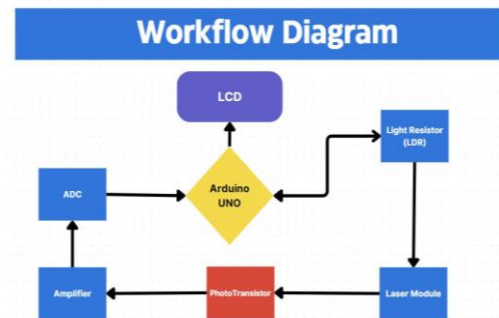 Workflow Diagram
LCD
Light Resistor
(LDR)
Arduino
UNO
ADC
Amplifier
PhotoTransistor
Laser Module